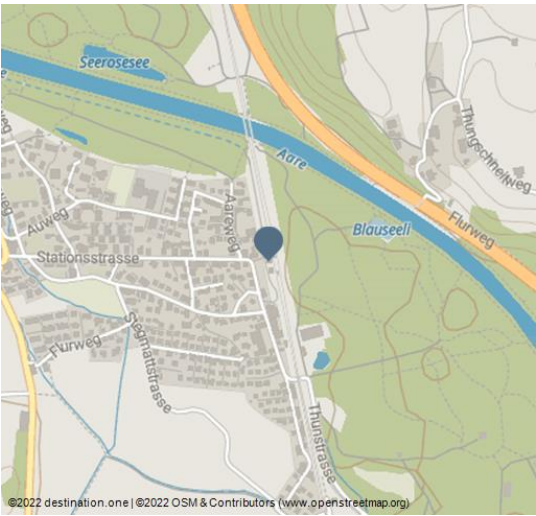 Seerosesee
Aare
Thungschneitweg
Flurweg
Blauseeli
Auweg
Aareweg
Stationsstrasse
Flurweg
Stegmattstrasse
Thunstrasse
©2022 destination.one | ©2022 OSM & Contributors (www.openstreetmap.org)